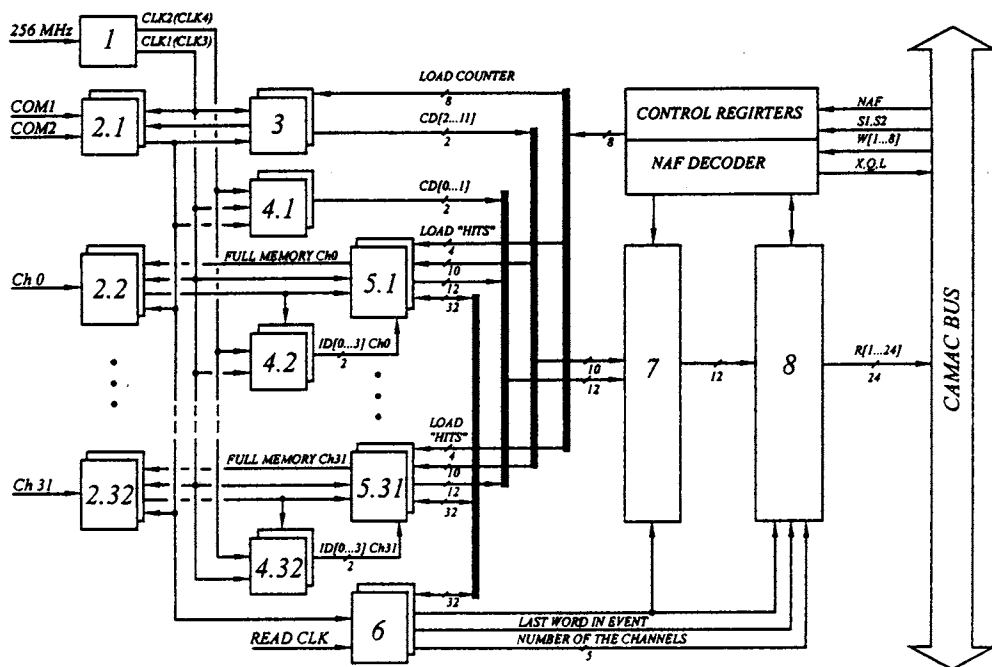 256 MHz
1
CLK2(CLK4)
CLK1(CLK3)
COM1
COM2
2.1
3
LOAD COUNTER
8
CD[2...11]
2
8
CONTROL REGIRTERS
NAF DECODER
NAF
S1.S2
W[1...8]
X,Q,L
4.1
CD[0...1]
2
Ch 0
2.2
FULL MEMORY Ch0
5.1
LOAD "HITS"
4
10
12
32
4.2
ID[0...3] Ch0
2
10
12
7
12
8
R[1...24]
24
CAMAC BUS
Ch 31
2.32
FULL MEMORY Ch31
5.31
LOAD
"HITS"
4
10
12
32
4.32
ID[0...3] Ch31
2
6
32
READ CLK
LAST WORD IN EVENT
NUMBER OF THE CHANNELS
5